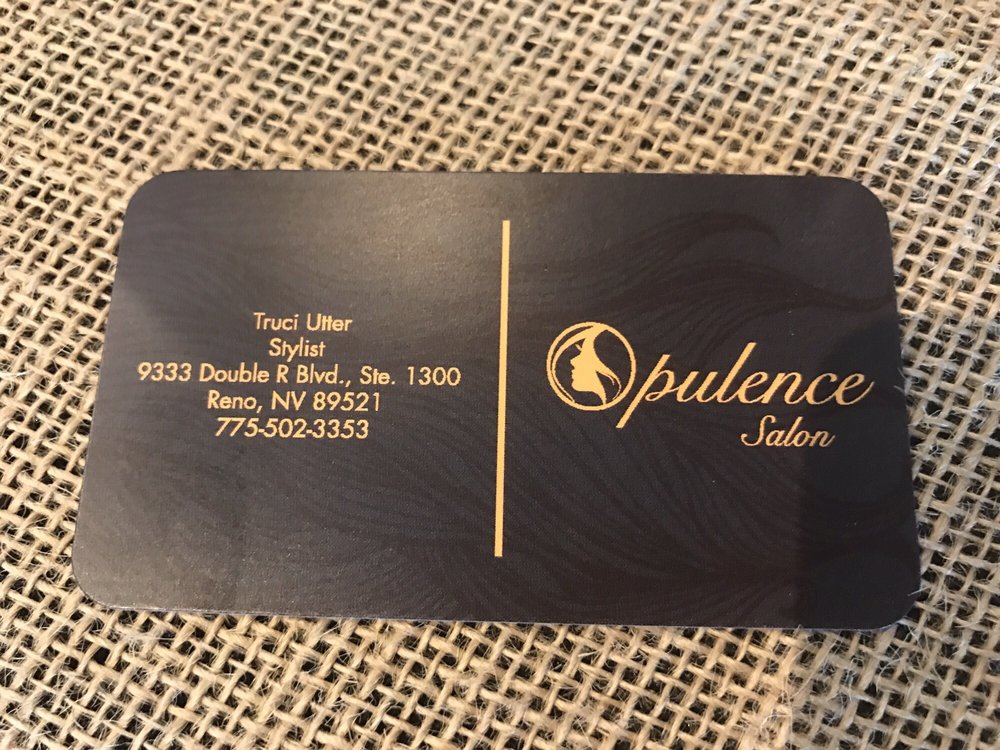 Truci Utter
Stylist
9333 Double R Blvd., Ste. 1300
Reno, NV 89521
775-502-3353
Opulence
Salon